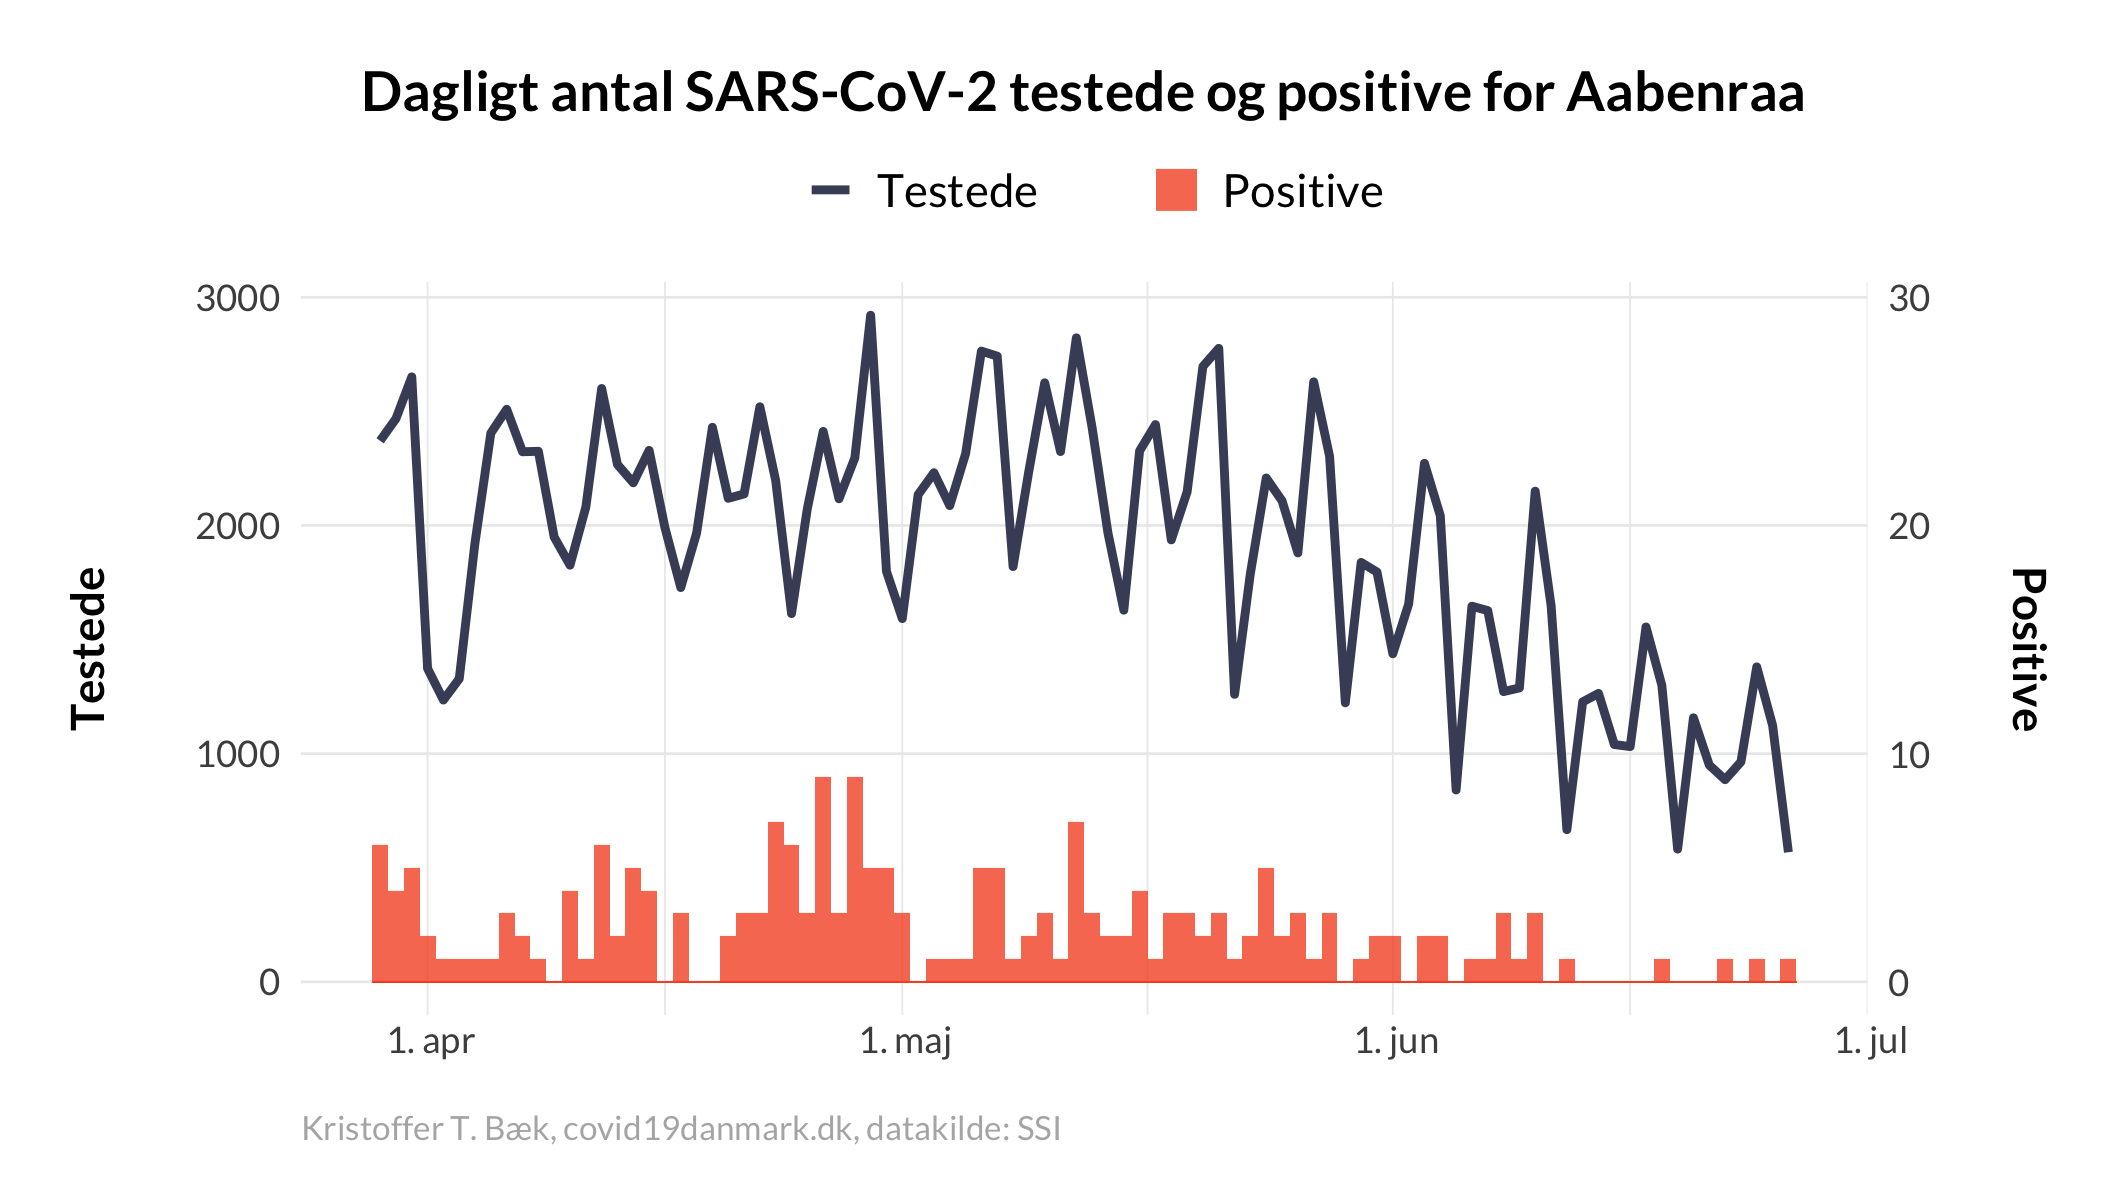 Dagligt antal SARS-CoV-2 testede og positive for Aabenraa
Testede
Positive
3000
2000
1000
0
Testede
30
20
10
0
Positive
1. apr
1. maj
1. jun
1. jul
Kristoffer T. Bæk, covid19danmark.dk, datakilde: SSI